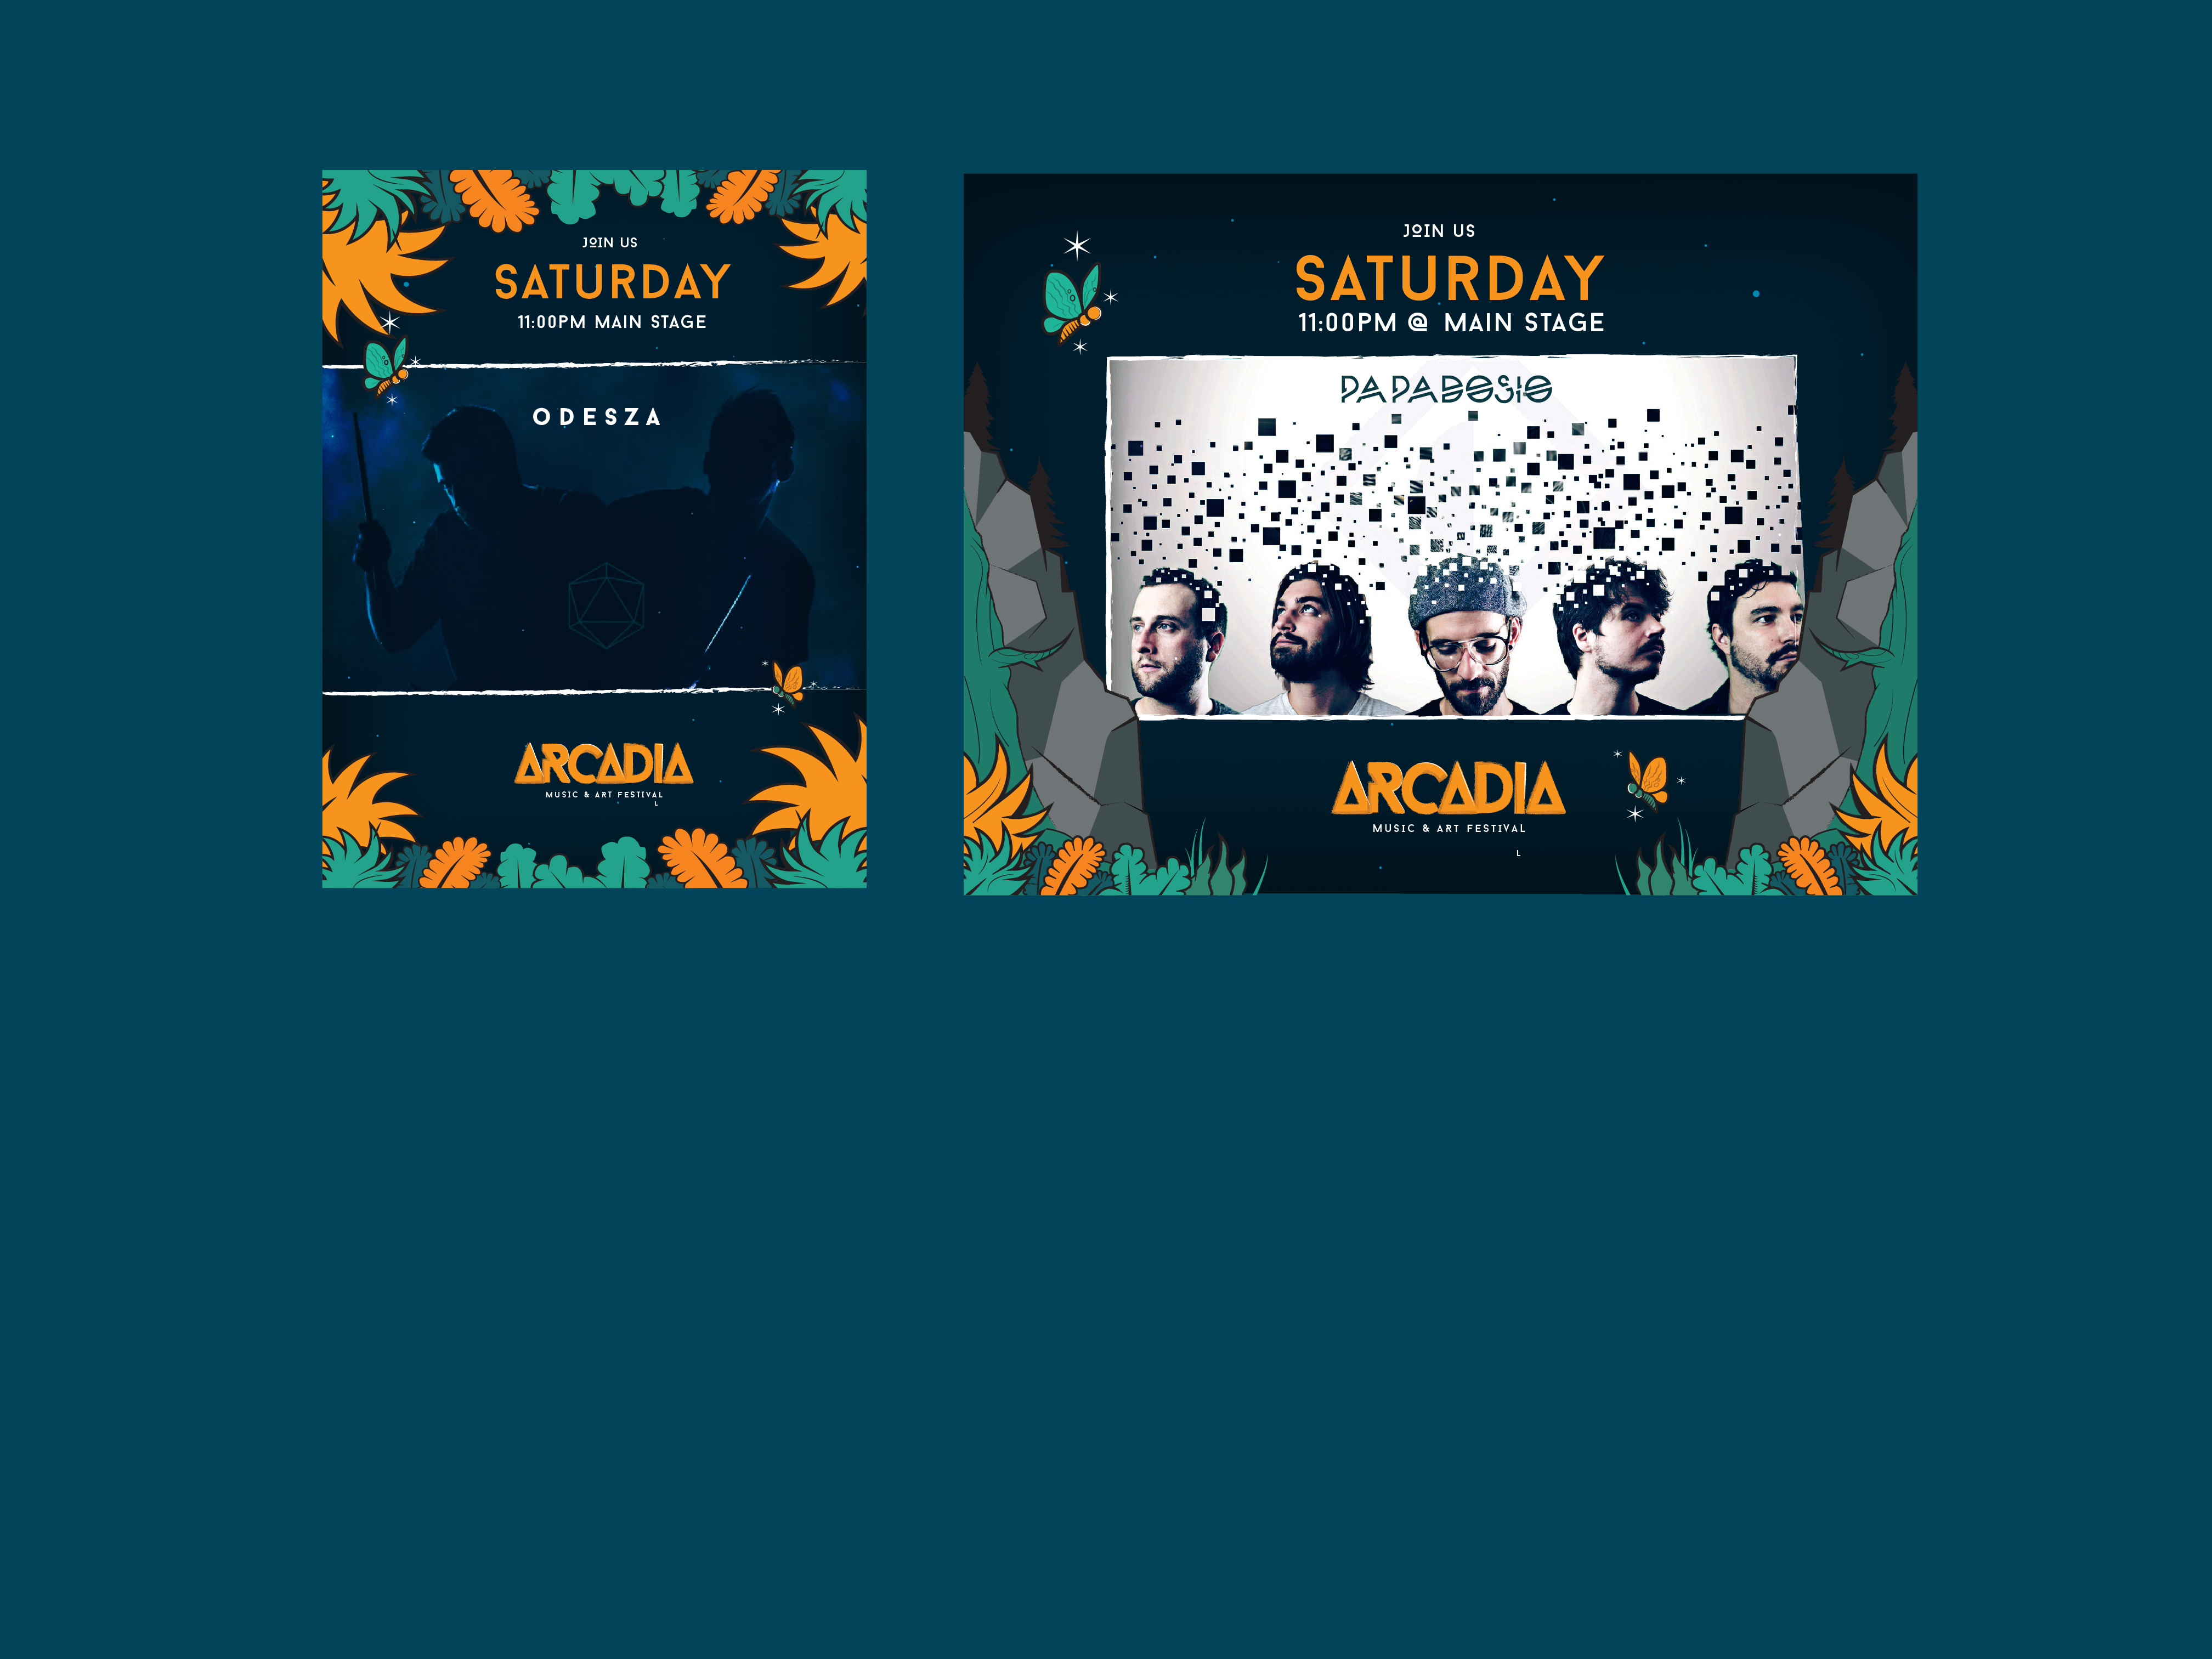 JOIN US
SATURDAY
11:00PM MAIN STAGE
ODESZA
ARCADIA
MUSIC & ART FESTIVAL
L
JOIN US
SATURDAY
11:00PM @ MAIN STAGE
PAPADOSIO
ARCADIA
MUSIC & ART FESTIVAL
L